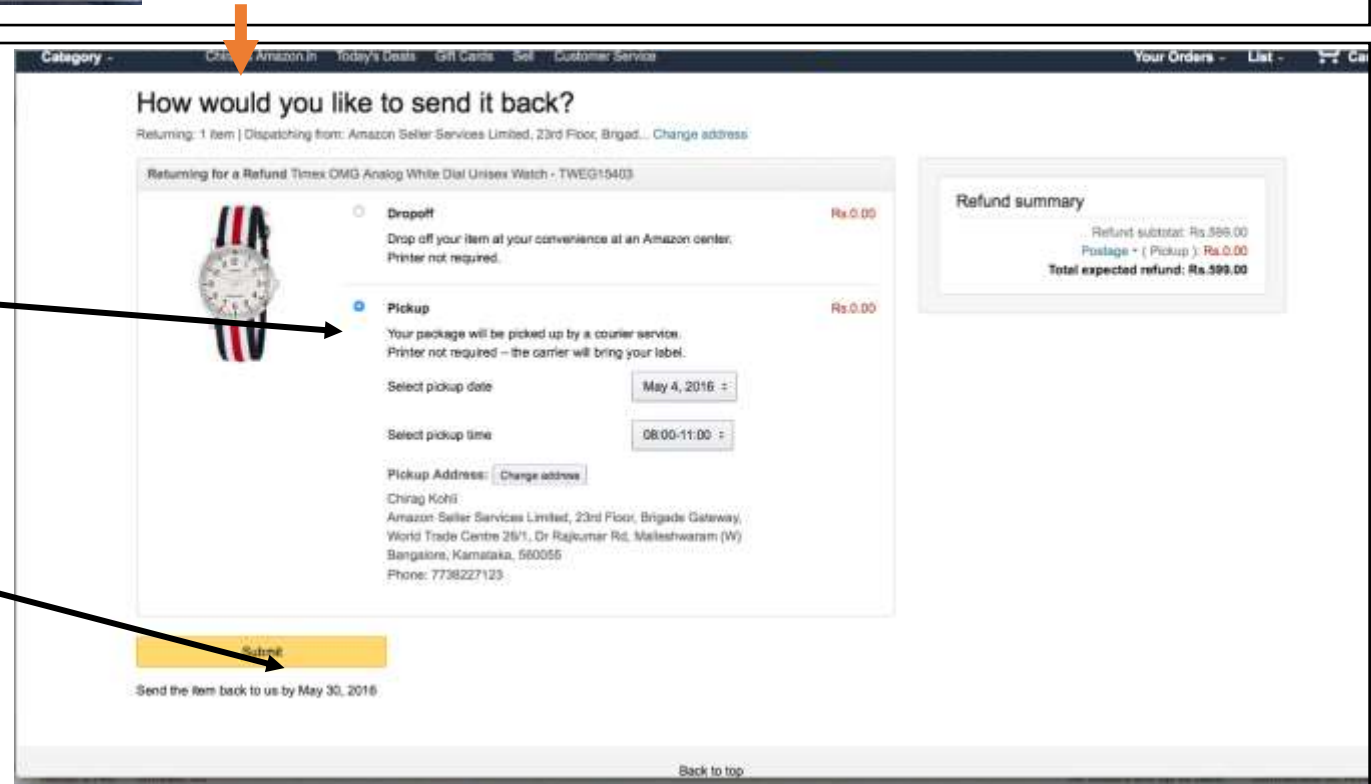 Category
Amazon.in Today's Deals Gift Cards Sell Customer Service
Your Orders List
How would you like to send it back?
Returning: 1 item | Dispatching from: Amazon Seller Services Limited, 23rd Floor, Brigad... Change address
Returning for a Refund Timex OMG Analog White Dial Unisex Watch - TWEG15403
Dropoff Rs.0.00
Drop off your item at your convenience at an Amazon center.
Printer not required.
Pickup Rs.0.00
Your package will be picked up by a courier service.
Printer not required – the carrier will bring your label.
Select pickup date May 4, 2016
Select pickup time 08:00-11:00
Pickup Address: Change address
Chirag Kohli
Amazon Seller Services Limited, 23rd Floor, Brigade Gateway,
World Trade Centre 26/1, Dr Rajkumar Rd, Malleshwaram (W)
Bangalore, Karnataka, 560055
Phone: 7738227123
Refund summary
Refund subtotal: Rs.599.00
Postage ( Pickup ): Rs.0.00
Total expected refund: Rs.599.00
Submit
Send the item back to us by May 30, 2016
Back to top